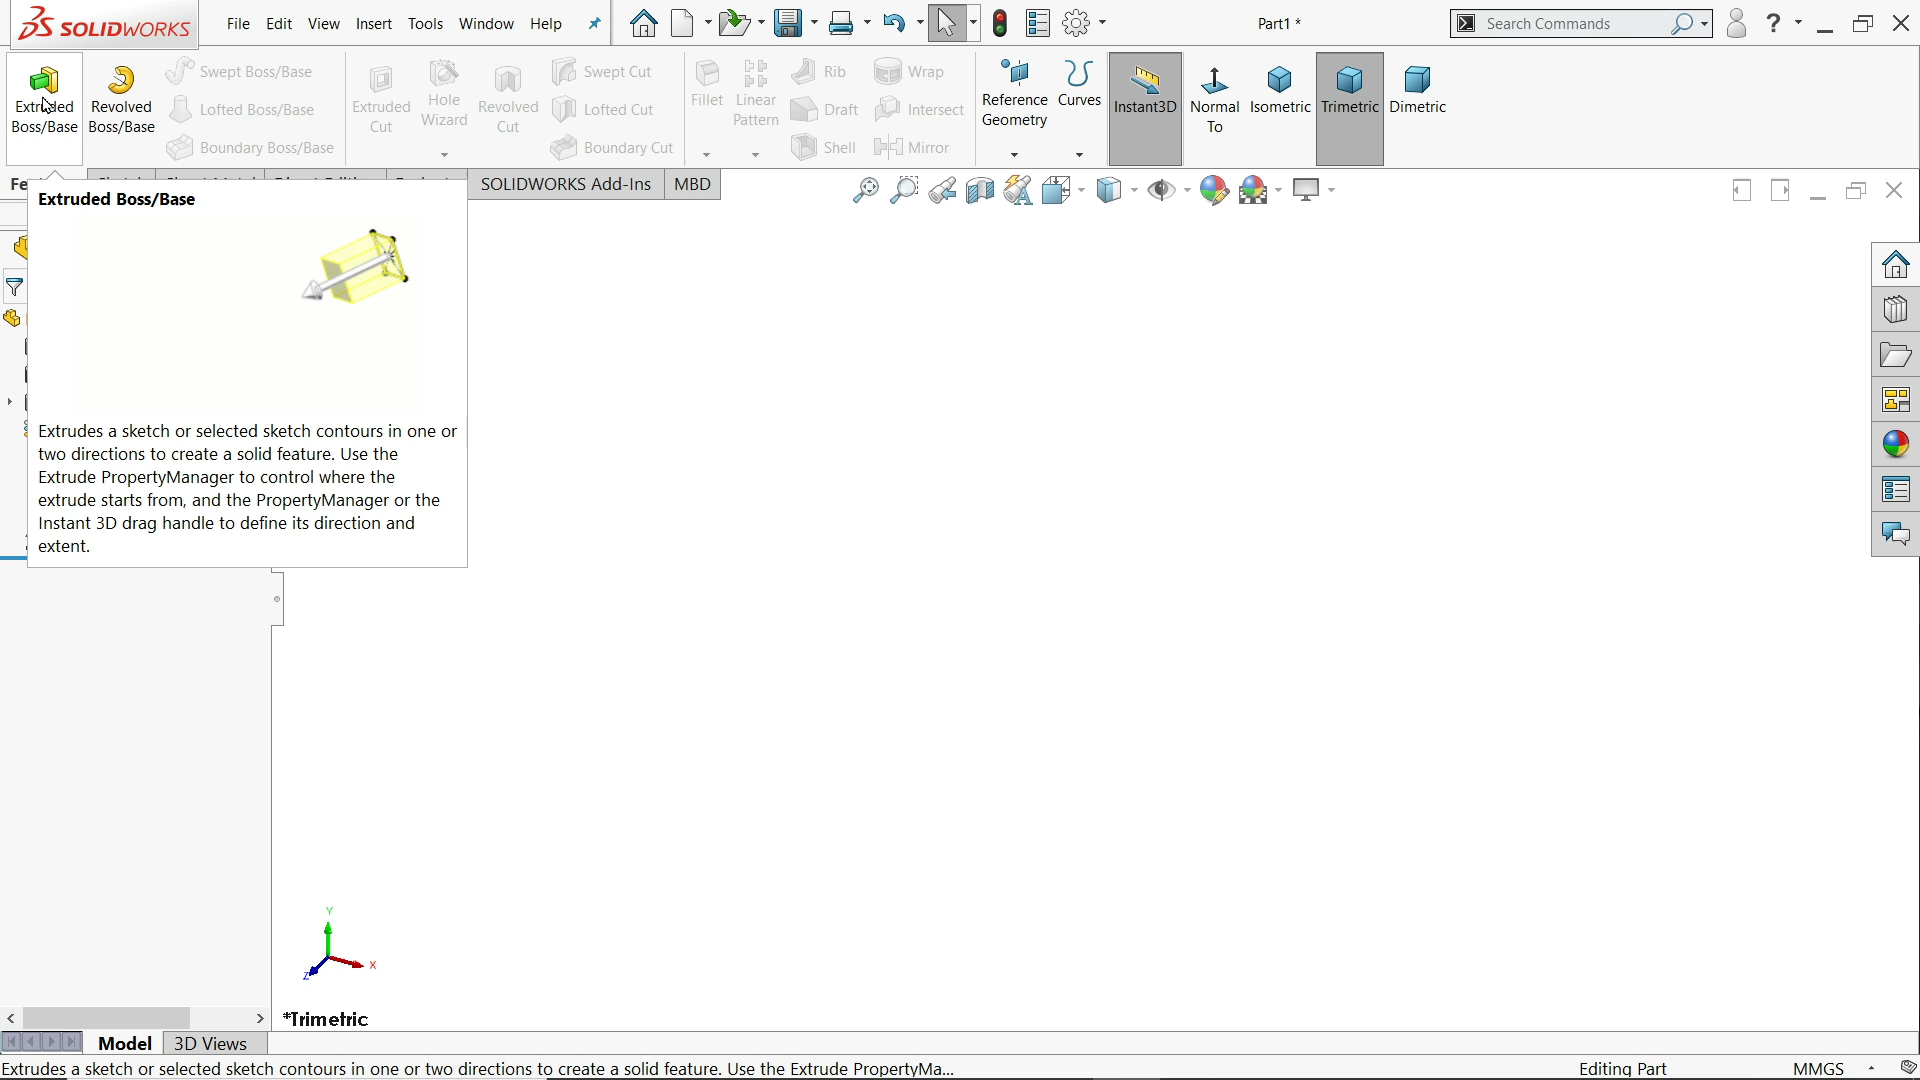 SOLIDWORKS
File Edit View Insert Tools Window Help
Part1 *
Search Commands
?
Extruded Boss/Base
Revolved Boss/Base
Swept Boss/Base
Lofted Boss/Base
Boundary Boss/Base
Extruded Cut
Hole Wizard
Revolved Cut
Swept Cut
Lofted Cut
Boundary Cut
Fillet
Linear Pattern
Rib
Draft
Shell
Wrap
Intersect
Mirror
Reference Geometry
Curves
Instant3D
Normal To
Isometric
Trimetric
Dimetric
SOLIDWORKS Add-Ins
MBD
Extruded Boss/Base
Extrudes a sketch or selected sketch contours in one or
two directions to create a solid feature. Use the
Extrude PropertyManager to control where the
extrude starts from, and the PropertyManager or the
Instant 3D drag handle to define its direction and
extent.
Y
X
Z
*Trimetric
Model
3D Views
Extrudes a sketch or selected sketch contours in one or two directions to create a solid feature. Use the Extrude PropertyMa...
Editing Part
MMGS